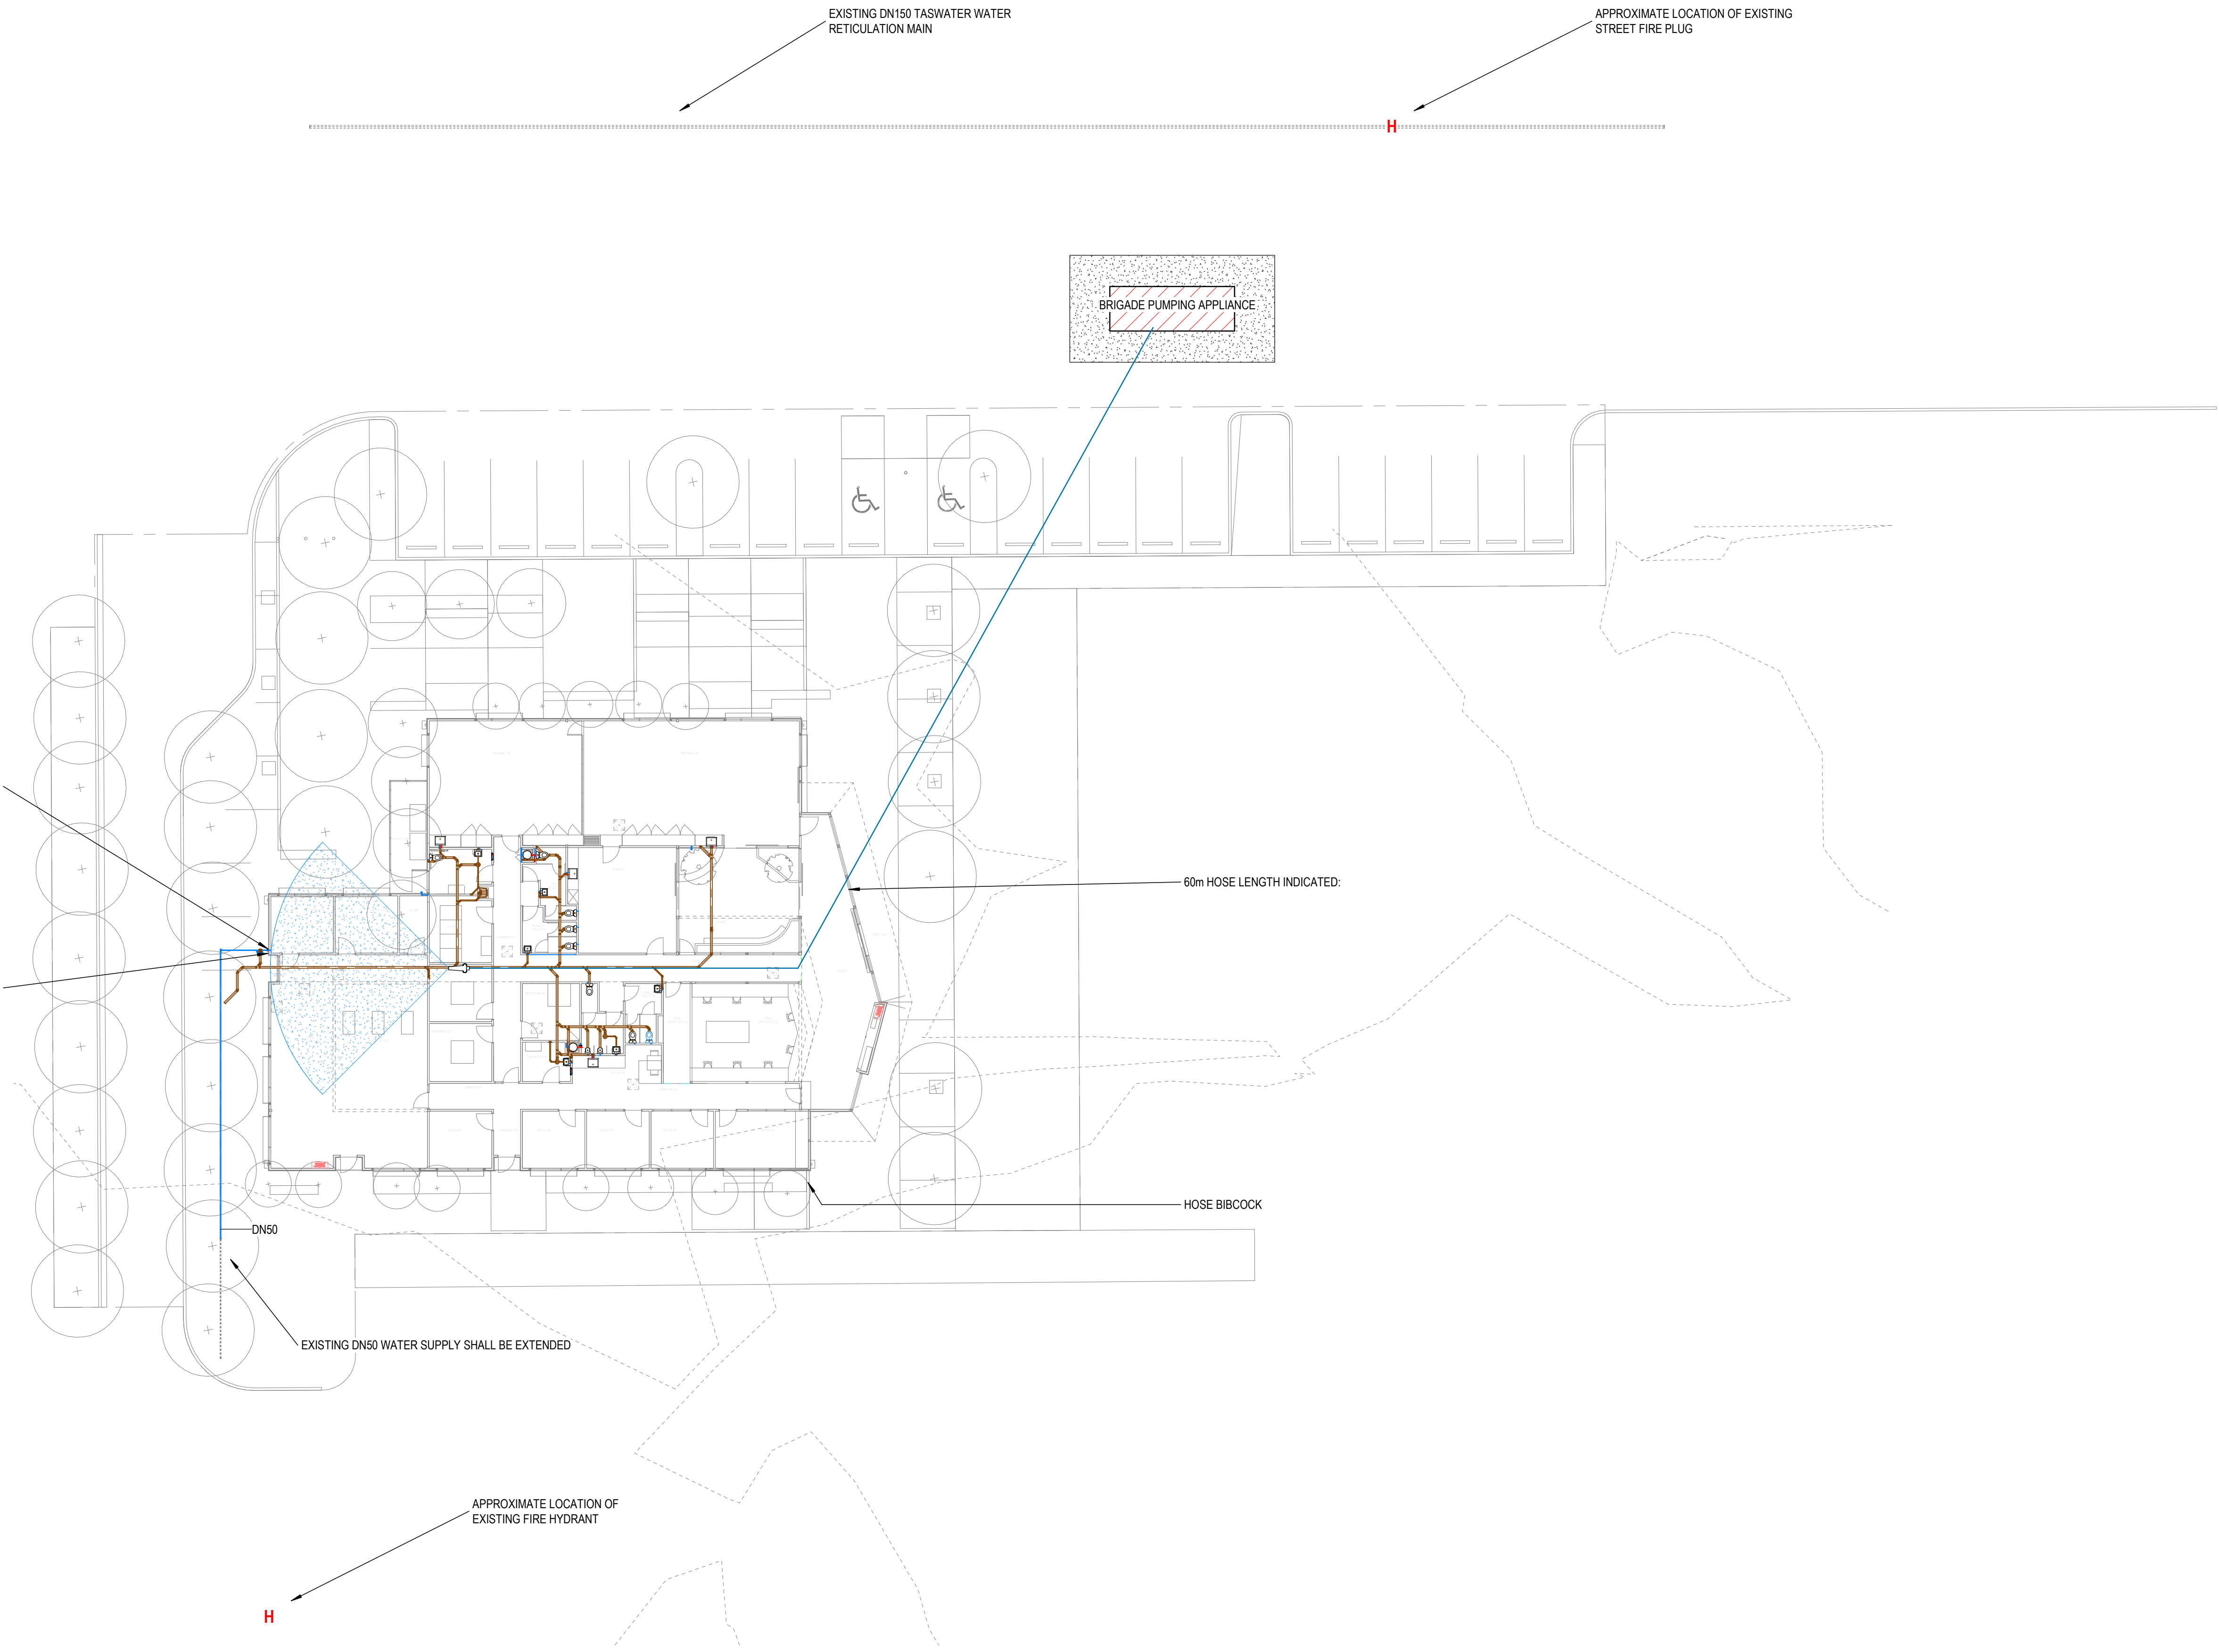 EXISTING DN150 TASWATER WATER
RETICULATION MAIN
APPROXIMATE LOCATION OF EXISTING
STREET FIRE PLUG
H
BRIGADE PUMPING APPLIANCE
60m HOSE LENGTH INDICATED:
HOSE BIBCOCK
DN50
EXISTING DN50 WATER SUPPLY SHALL BE EXTENDED
APPROXIMATE LOCATION OF
EXISTING FIRE HYDRANT
H